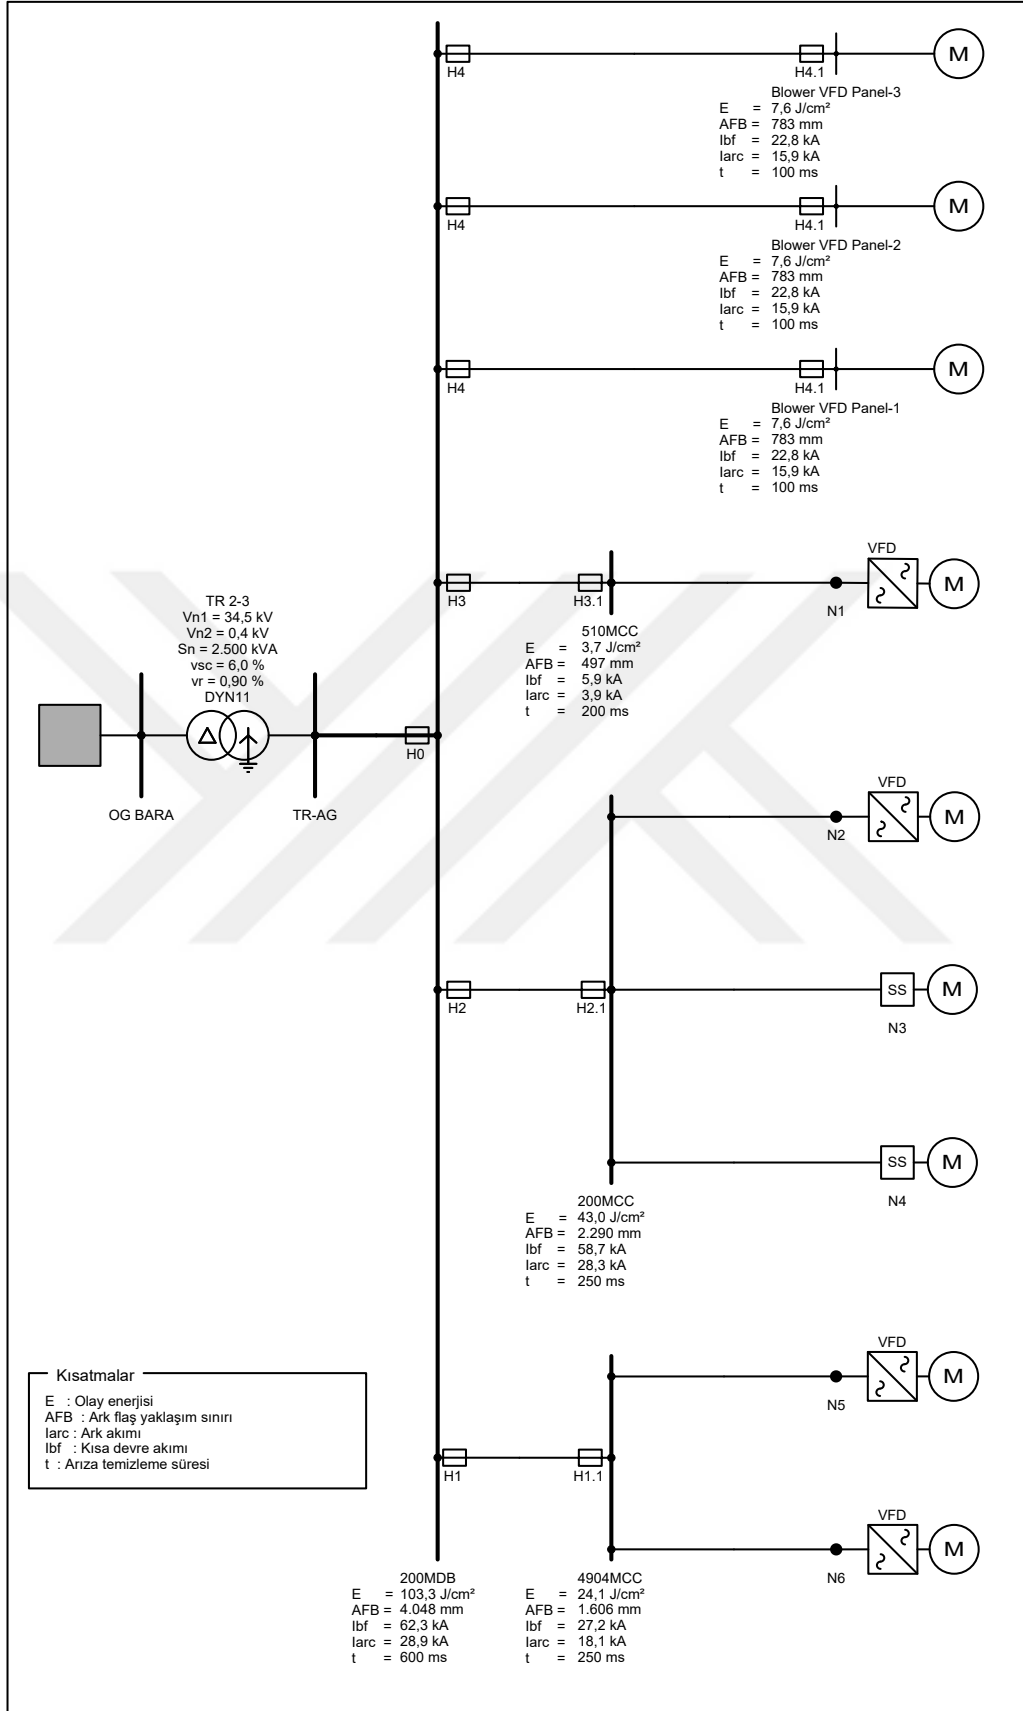 H4
H4.1
M
Blower VFD Panel-3
E = 7,6 J/cm²
AFB = 783 mm
Ibf = 22,8 kA
Iarc = 15,9 kA
t = 100 ms
H4
H4.1
M
Blower VFD Panel-2
E = 7,6 J/cm²
AFB = 783 mm
Ibf = 22,8 kA
Iarc = 15,9 kA
t = 100 ms
H4
H4.1
M
Blower VFD Panel-1
E = 7,6 J/cm²
AFB = 783 mm
Ibf = 22,8 kA
Iarc = 15,9 kA
t = 100 ms
VFD
M
H3
H3.1
N1
510MCC
E = 3,7 J/cm²
AFB = 497 mm
Ibf = 5,9 kA
Iarc = 3,9 kA
t = 200 ms
TR 2-3
Vn1 = 34,5 kV
Vn2 = 0,4 kV
Sn = 2.500 kVA
vsc = 6,0 %
vr = 0,90 %
DYN11
H0
OG BARA
TR-AG
VFD
M
N2
H2
H2.1
SS
M
N3
SS
M
N4
200MCC
E = 43,0 J/cm²
AFB = 2.290 mm
Ibf = 58,7 kA
Iarc = 28,3 kA
t = 250 ms
VFD
M
N5
H1
H1.1
VFD
M
N6
Kısatmalar
E : Olay enerjisi
AFB : Ark flaş yaklaşım sınırı
Iarc : Ark akımı
Ibf : Kısa devre akımı
t : Arıza temizleme süresi
200MDB
E = 103,3 J/cm²
AFB = 4.048 mm
Ibf = 62,3 kA
Iarc = 28,9 kA
t = 600 ms
4904MCC
E = 24,1 J/cm²
AFB = 1.606 mm
Ibf = 27,2 kA
Iarc = 18,1 kA
t = 250 ms